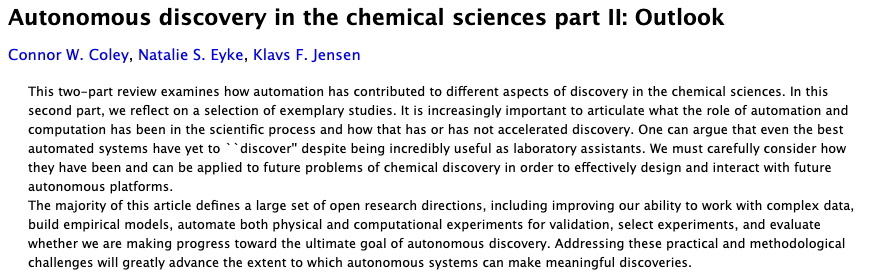 Autonomous discovery in the chemical sciences part II: Outlook
Connor W. Coley, Natalie S. Eyke, Klavs F. Jensen
This two-part review examines how automation has contributed to different aspects of discovery in the chemical sciences. In this
second part, we reflect on a selection of exemplary studies. It is increasingly important to articulate what the role of automation and
computation has been in the scientific process and how that has or has not accelerated discovery. One can argue that even the best
automated systems have yet to ``discover'' despite being incredibly useful as laboratory assistants. We must carefully consider how
they have been and can be applied to future problems of chemical discovery in order to effectively design and interact with future
autonomous platforms.
The majority of this article defines a large set of open research directions, including improving our ability to work with complex data,
build empirical models, automate both physical and computational experiments for validation, select experiments, and evaluate
whether we are making progress toward the ultimate goal of autonomous discovery. Addressing these practical and methodological
challenges will greatly advance the extent to which autonomous systems can make meaningful discoveries.